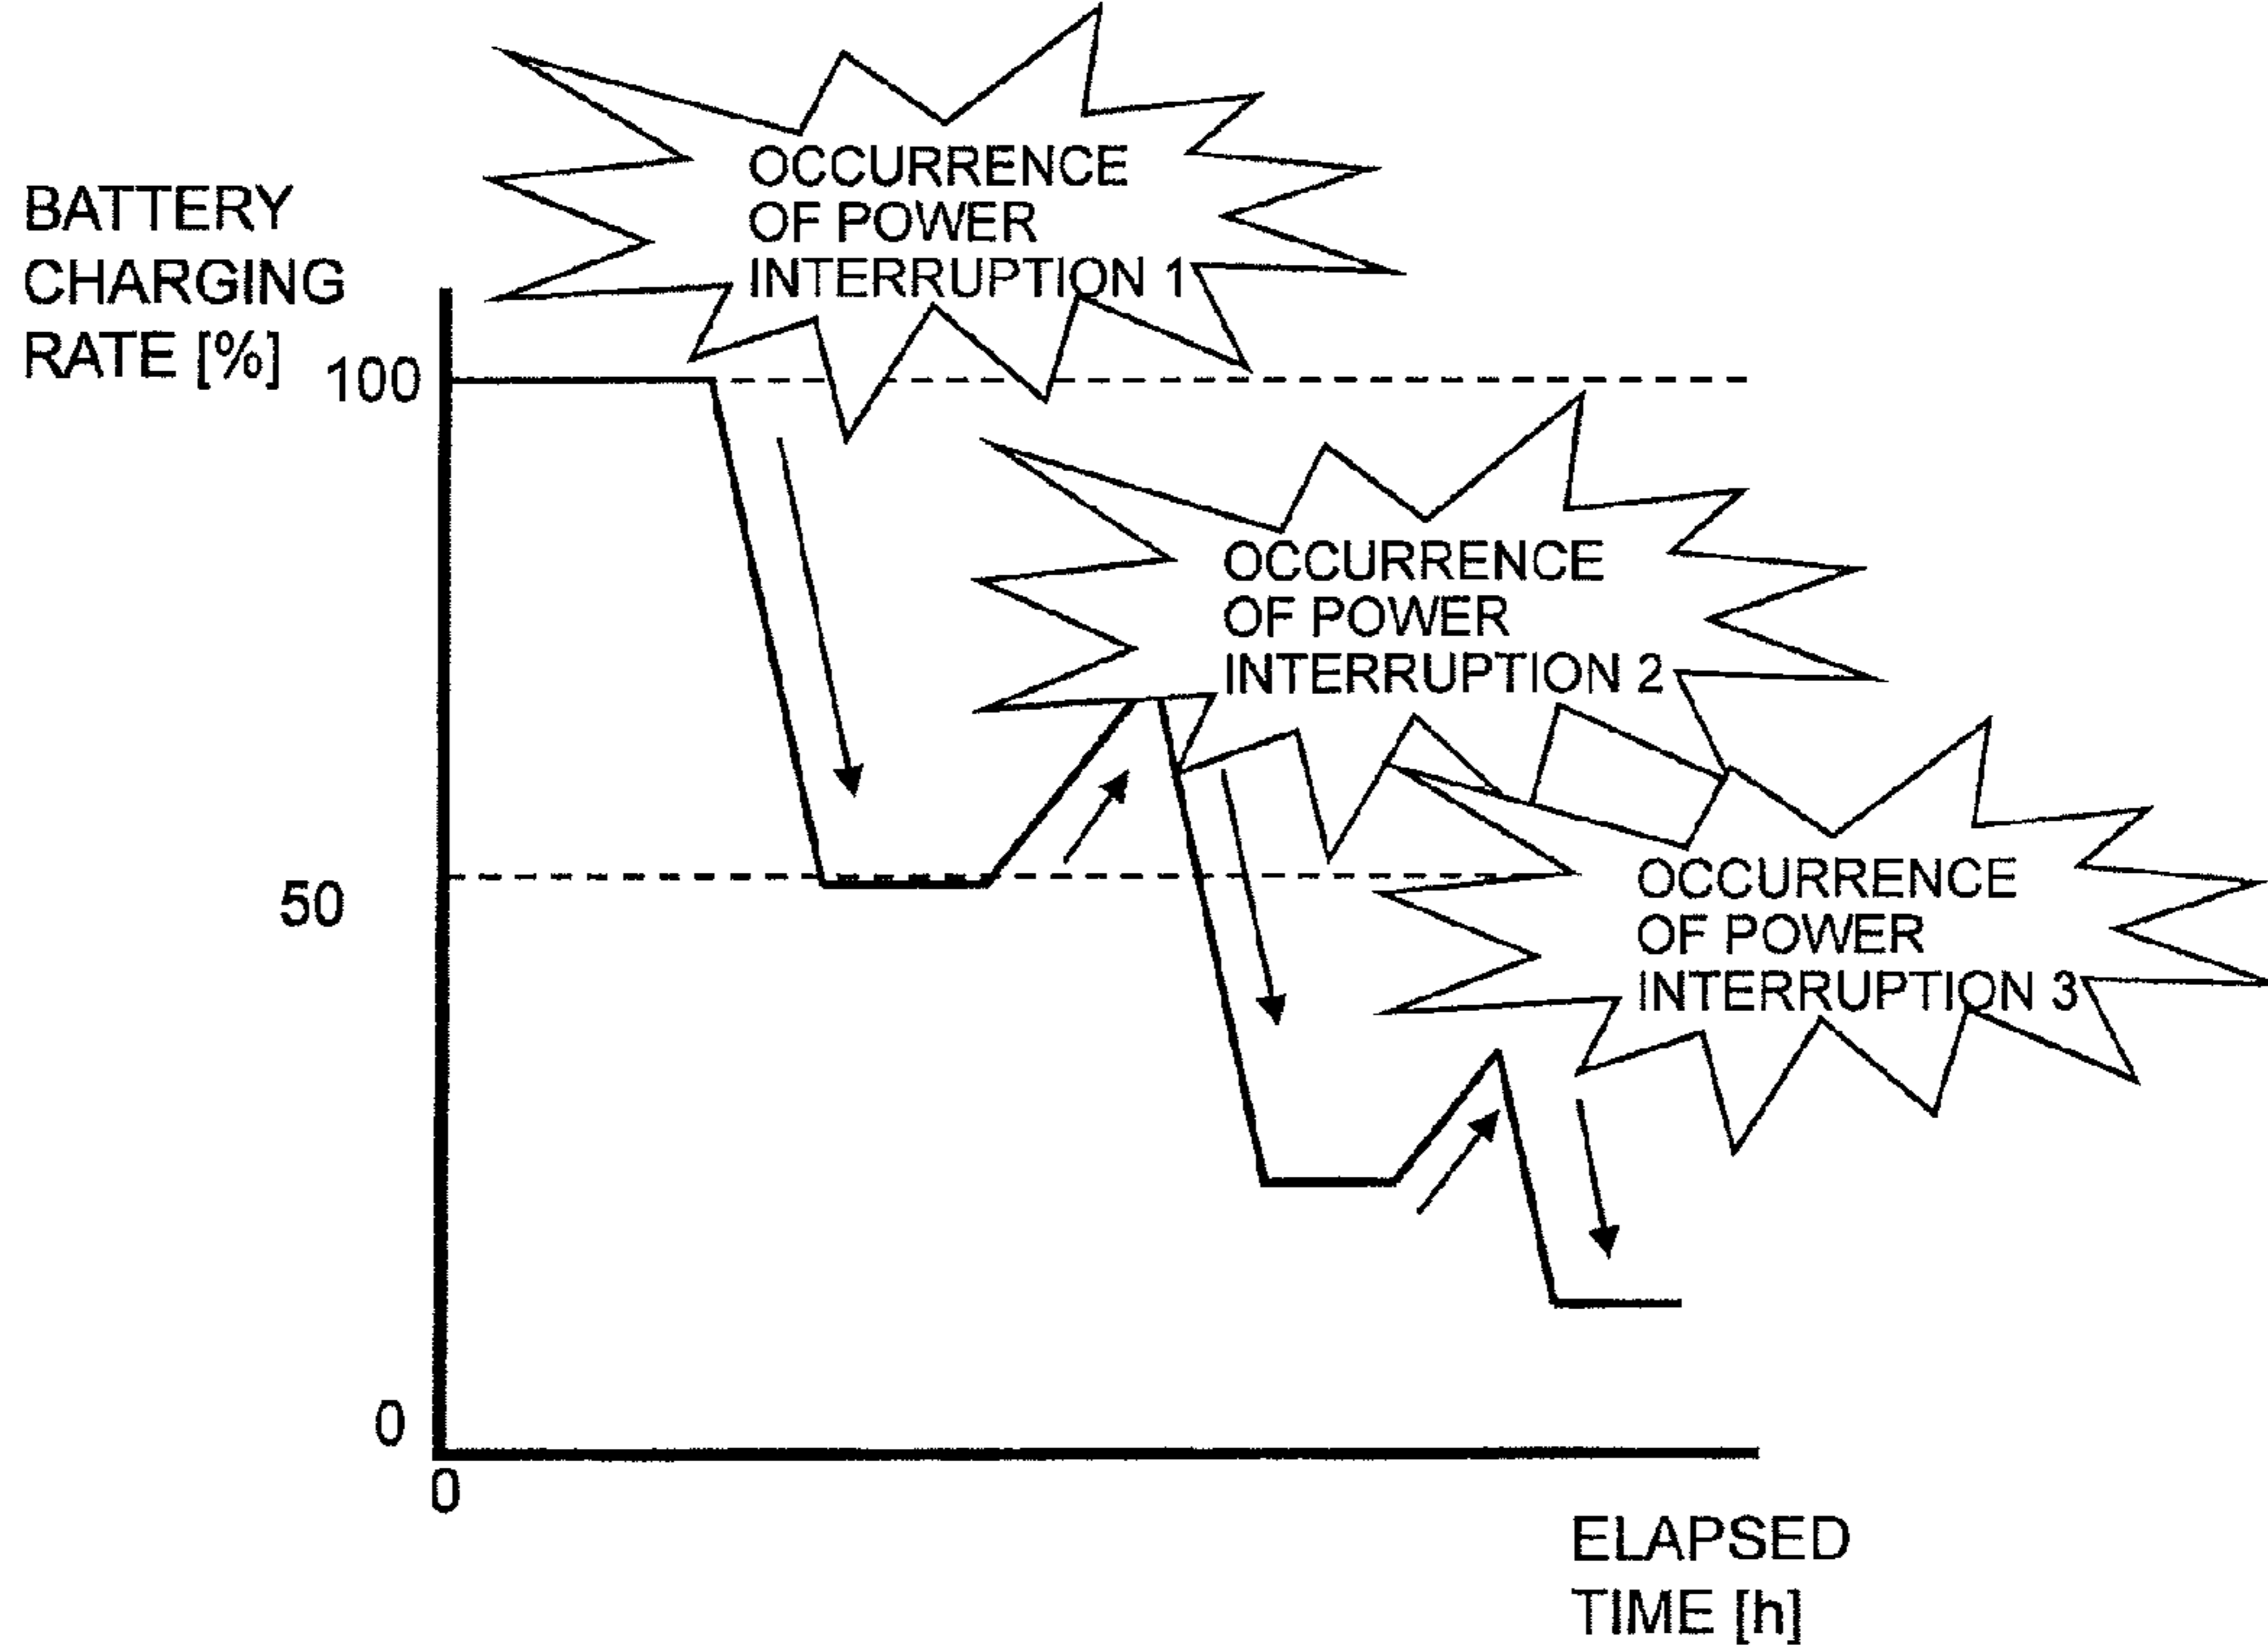 OCCURRENCE
OF POWER
INTERRUPTION 1
BATTERY
CHARGING
RATE [%]
100
OCCURRENCE
OF POWER
INTERRUPTION 2
50
OCCURRENCE
OF POWER
INTERRUPTION 3
0
0
ELAPSED
TIME [h]